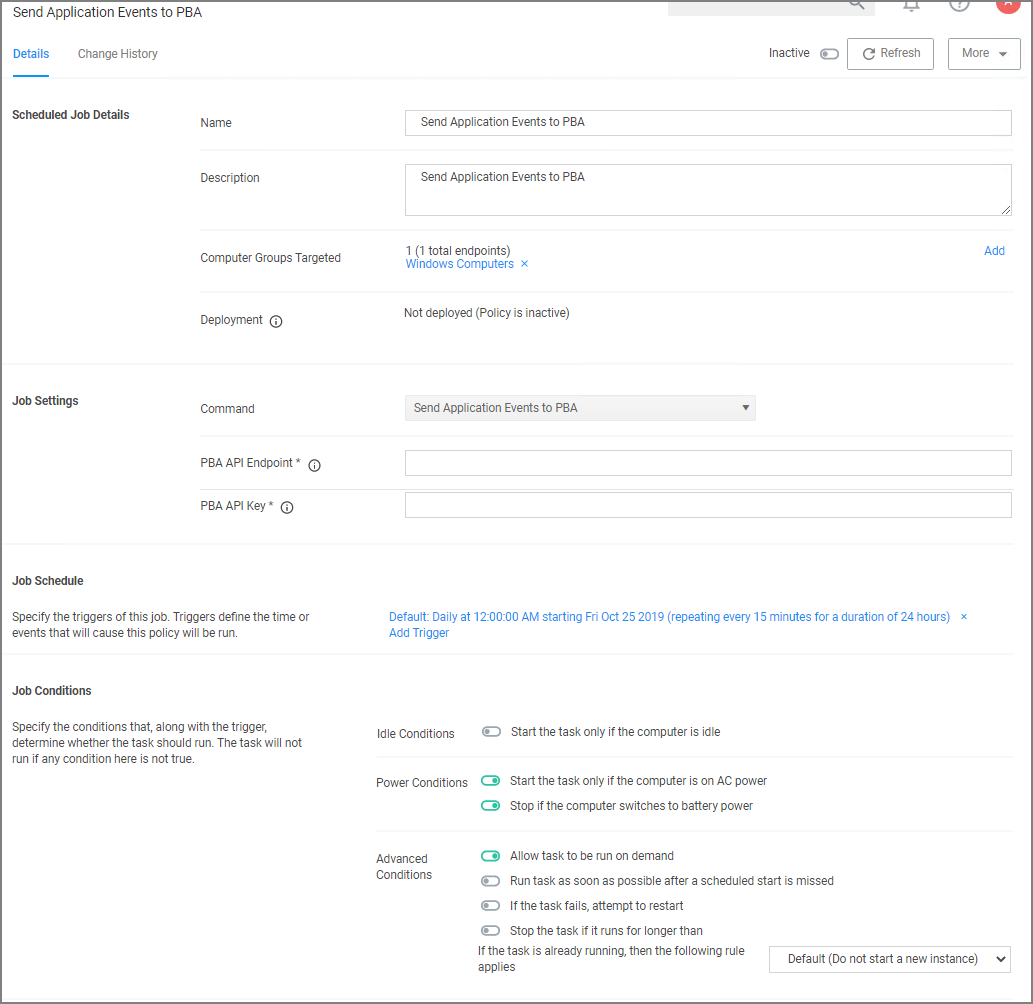 Send Application Events to PBA
A
Details Change History Inactive Refresh More
Scheduled Job Details
Name Send Application Events to PBA
Description Send Application Events to PBA
Computer Groups Targeted 1 (1 total endpoints) Add
Windows Computers ×
Deployment Not deployed (Policy is inactive)
Job Settings
Command Send Application Events to PBA
PBA API Endpoint *
PBA API Key *
Job Schedule
Specify the triggers of this job. Triggers define the time or
events that will cause this policy will be run.
Default: Daily at 12:00:00 AM starting Fri Oct 25 2019 (repeating every 15 minutes for a duration of 24 hours) ×
Add Trigger
Job Conditions
Specify the conditions that, along with the trigger,
determine whether the task should run. The task will not
run if any condition here is not true.
Idle Conditions Start the task only if the computer is idle
Power Conditions Start the task only if the computer is on AC power
Stop if the computer switches to battery power
Advanced
Conditions
Allow task to be run on demand
Run task as soon as possible after a scheduled start is missed
If the task fails, attempt to restart
Stop the task if it runs for longer than
If the task is already running, then the following rule
applies
Default (Do not start a new instance)